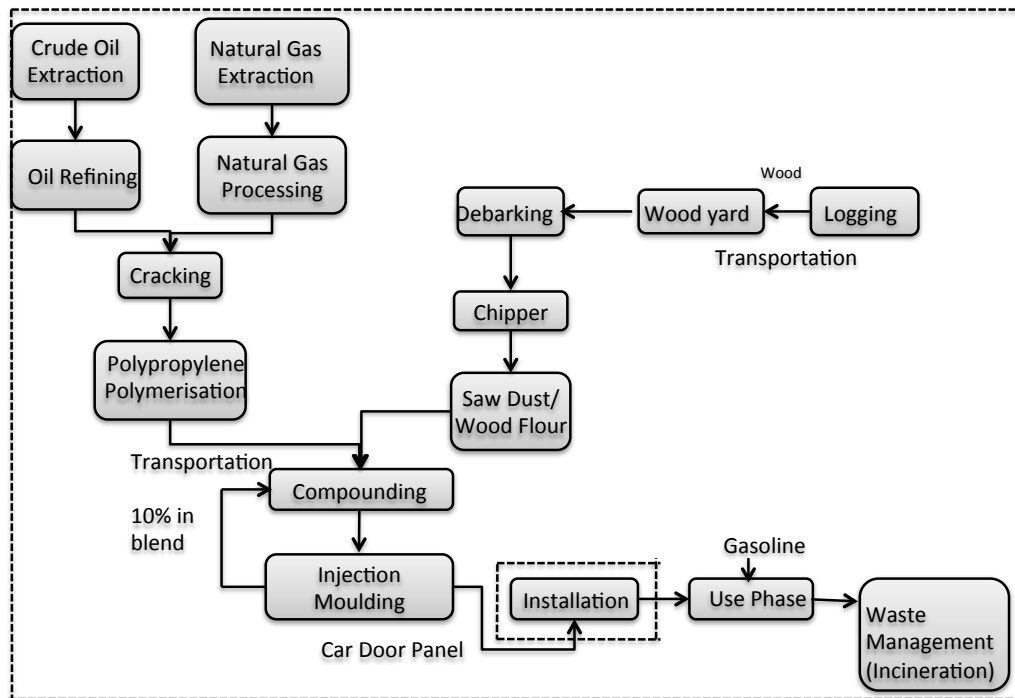 Crude Oil
Extraction
Natural Gas
Extraction
Oil Refining
Natural Gas
Processing
Wood
Debarking
Wood yard
Logging
Transportation
Cracking
Chipper
Polypropylene
Polymerisation
Saw Dust/
Wood Flour
Transportation
Compounding
10% in
blend
Injection
Moulding
Car Door Panel
Gasoline
Installation
Use Phase
Waste
Management
(Incineration)